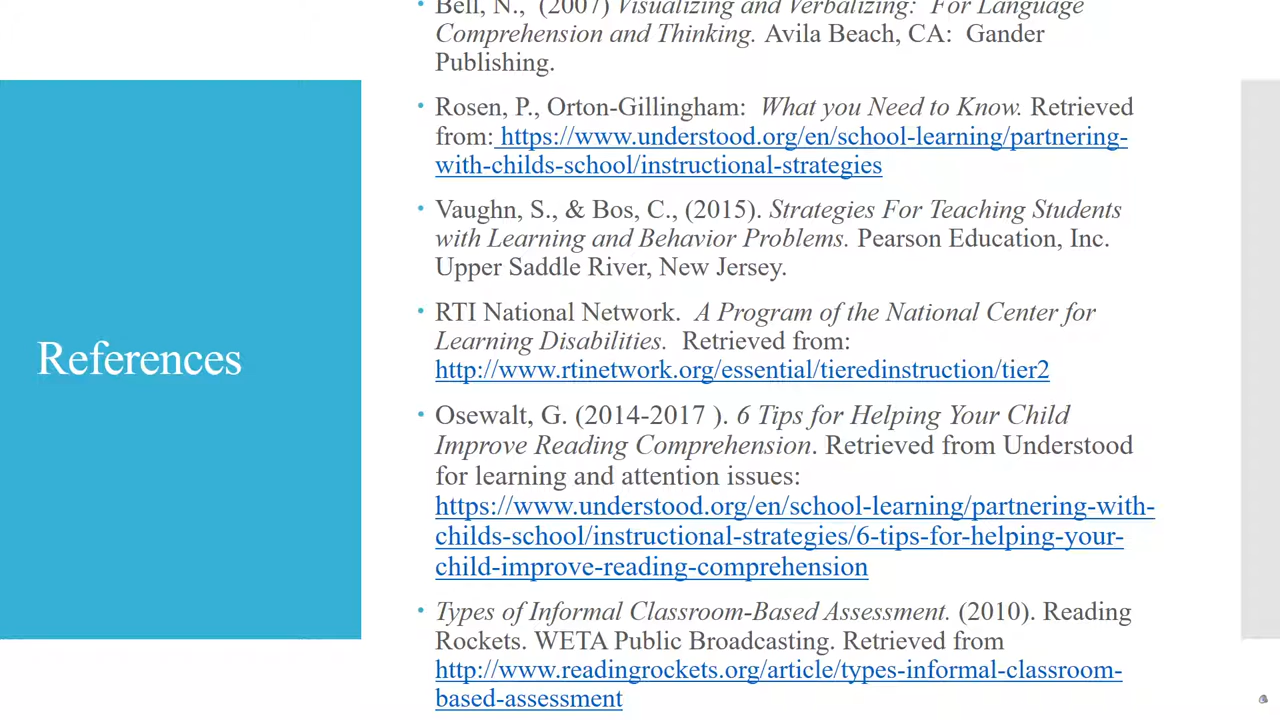 References
Bell, N., (2007) Visualizing and Verbalizing: For Language
Comprehension and Thinking. Avila Beach, CA: Gander
Publishing.
Rosen, P., Orton-Gillingham: What you Need to Know. Retrieved
from: https://www.understood.org/en/school-learning/partnering-
with-childs-school/instructional-strategies
Vaughn, S., & Bos, C., (2015). Strategies For Teaching Students
with Learning and Behavior Problems. Pearson Education, Inc.
Upper Saddle River, New Jersey.
RTI National Network. A Program of the National Center for
Learning Disabilities. Retrieved from:
http://www.rtinetwork.org/essential/tieredinstruction/tier2
Osewalt, G. (2014-2017 ). 6 Tips for Helping Your Child
Improve Reading Comprehension. Retrieved from Understood
for learning and attention issues:
https://www.understood.org/en/school-learning/partnering-with-
childs-school/instructional-strategies/6-tips-for-helping-your-
child-improve-reading-comprehension
Types of Informal Classroom-Based Assessment. (2010). Reading
Rockets. WETA Public Broadcasting. Retrieved from
http://www.readingrockets.org/article/types-informal-classroom-
based-assessment